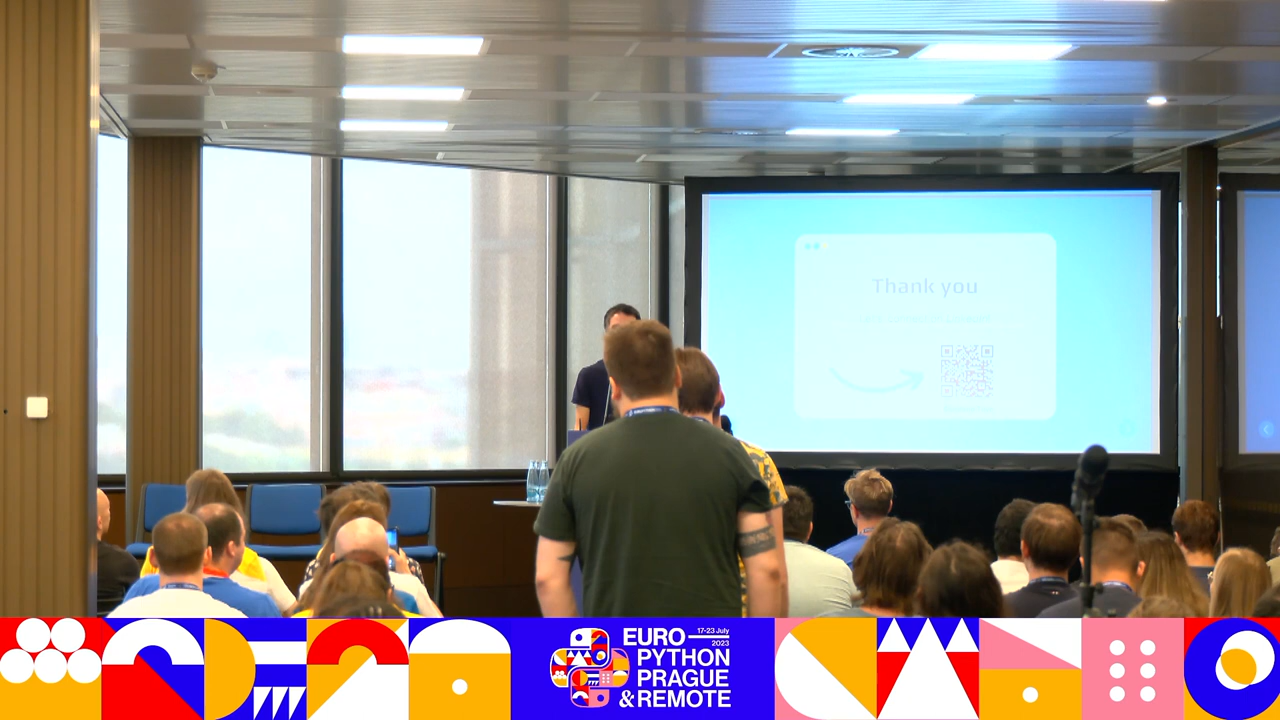 Thank you
EURO
17-23 July
2023
PYTHON
PRAGUE
&REMOTE